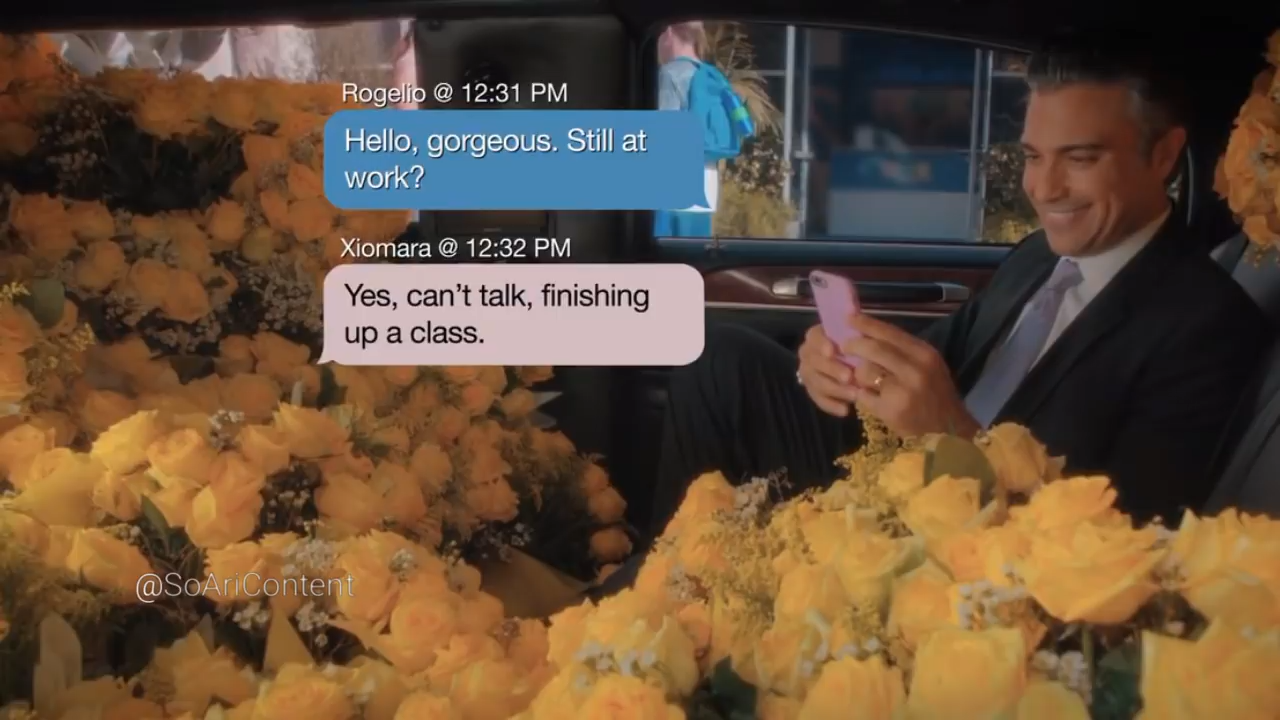 Rogelio @ 12:31 PM
Hello, gorgeous. Still at
work?
Xiomara @ 12:32 PM
Yes, can't talk, finishing
up a class.
@SoAriContent